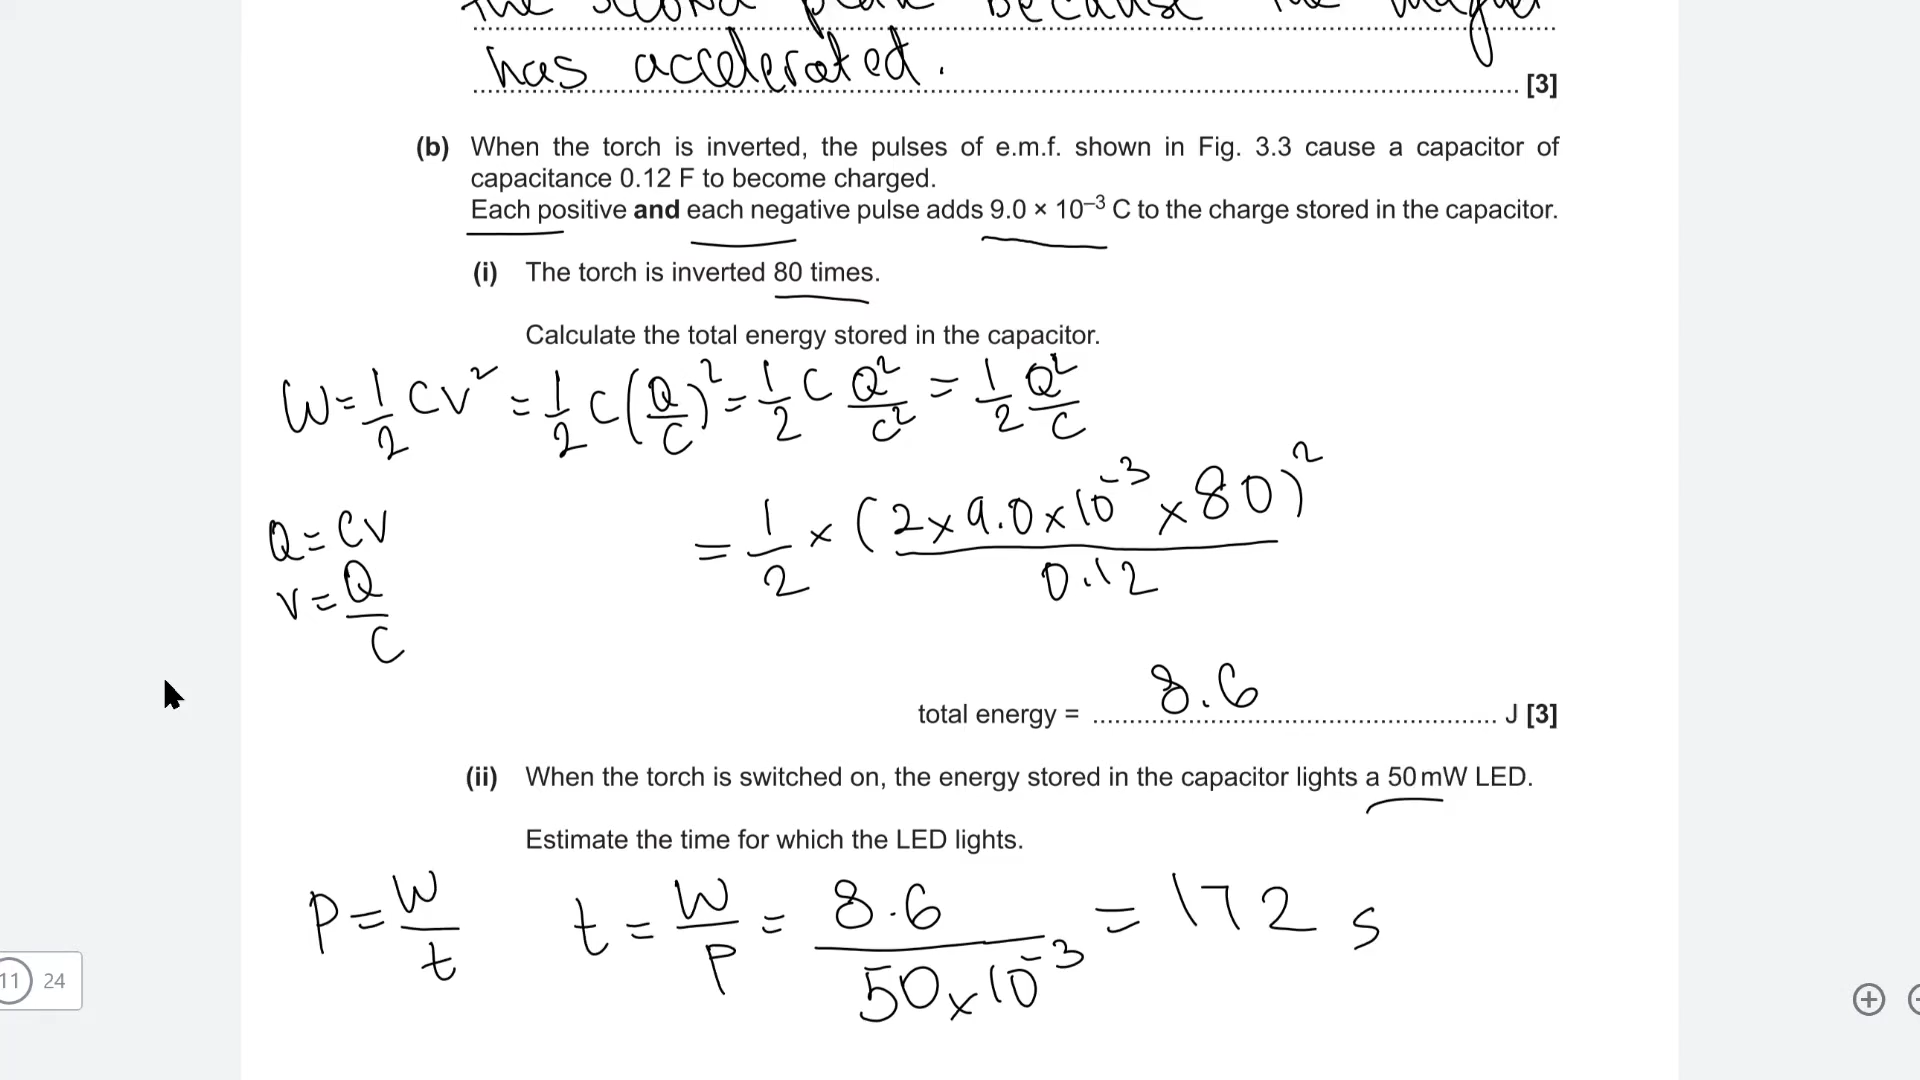 the second peak because the magnet
has accelerated. [3]
(b) When the torch is inverted, the pulses of e.m.f. shown in Fig. 3.3 cause a capacitor of
capacitance 0.12 F to become charged.
Each positive and each negative pulse adds 9.0 × 10⁻³ C to the charge stored in the capacitor.
(i) The torch is inverted 80 times.
Calculate the total energy stored in the capacitor.
W = 1/2 CV² = 1/2 C(Q/C)² = 1/2 C Q²/C² = 1/2 Q²/C
= 1/2 × (2 × 9.0 × 10⁻³ × 80)²/0.12
Q = CV
V = Q/C
total energy = 8.6 J [3]
(ii) When the torch is switched on, the energy stored in the capacitor lights a 50 mW LED.
Estimate the time for which the LED lights.
P = W/t t = W/P = 8.6/50 × 10⁻³ = 172 s
11 24